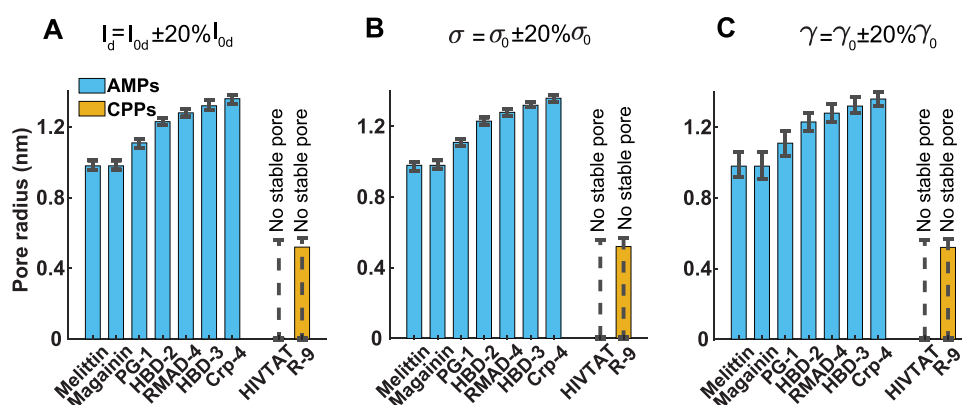 A
I_d=I_0d ±20%I_0d
B
σ = σ_0±20%σ_0
C
γ=γ_0±20%γ_0
AMPs
CPPs
Pore radius (nm)
1.2
0.8
0.4
0
No stable pore
No stable pore
Melittin
Magainin
PG-1
HBD-2
RMAD-4
HBD-3
Crp-4
HIVTAT
R-9
1.2
0.8
0.4
0
No stable pore
No stable pore
Melittin
Magainin
PG-1
HBD-2
RMAD-4
HBD-3
Crp-4
HIVTAT
R-9
1.2
0.8
0.4
0
No stable pore
No stable pore
Melittin
Magainin
PG-1
HBD-2
RMAD-4
HBD-3
Crp-4
HIVTAT
R-9